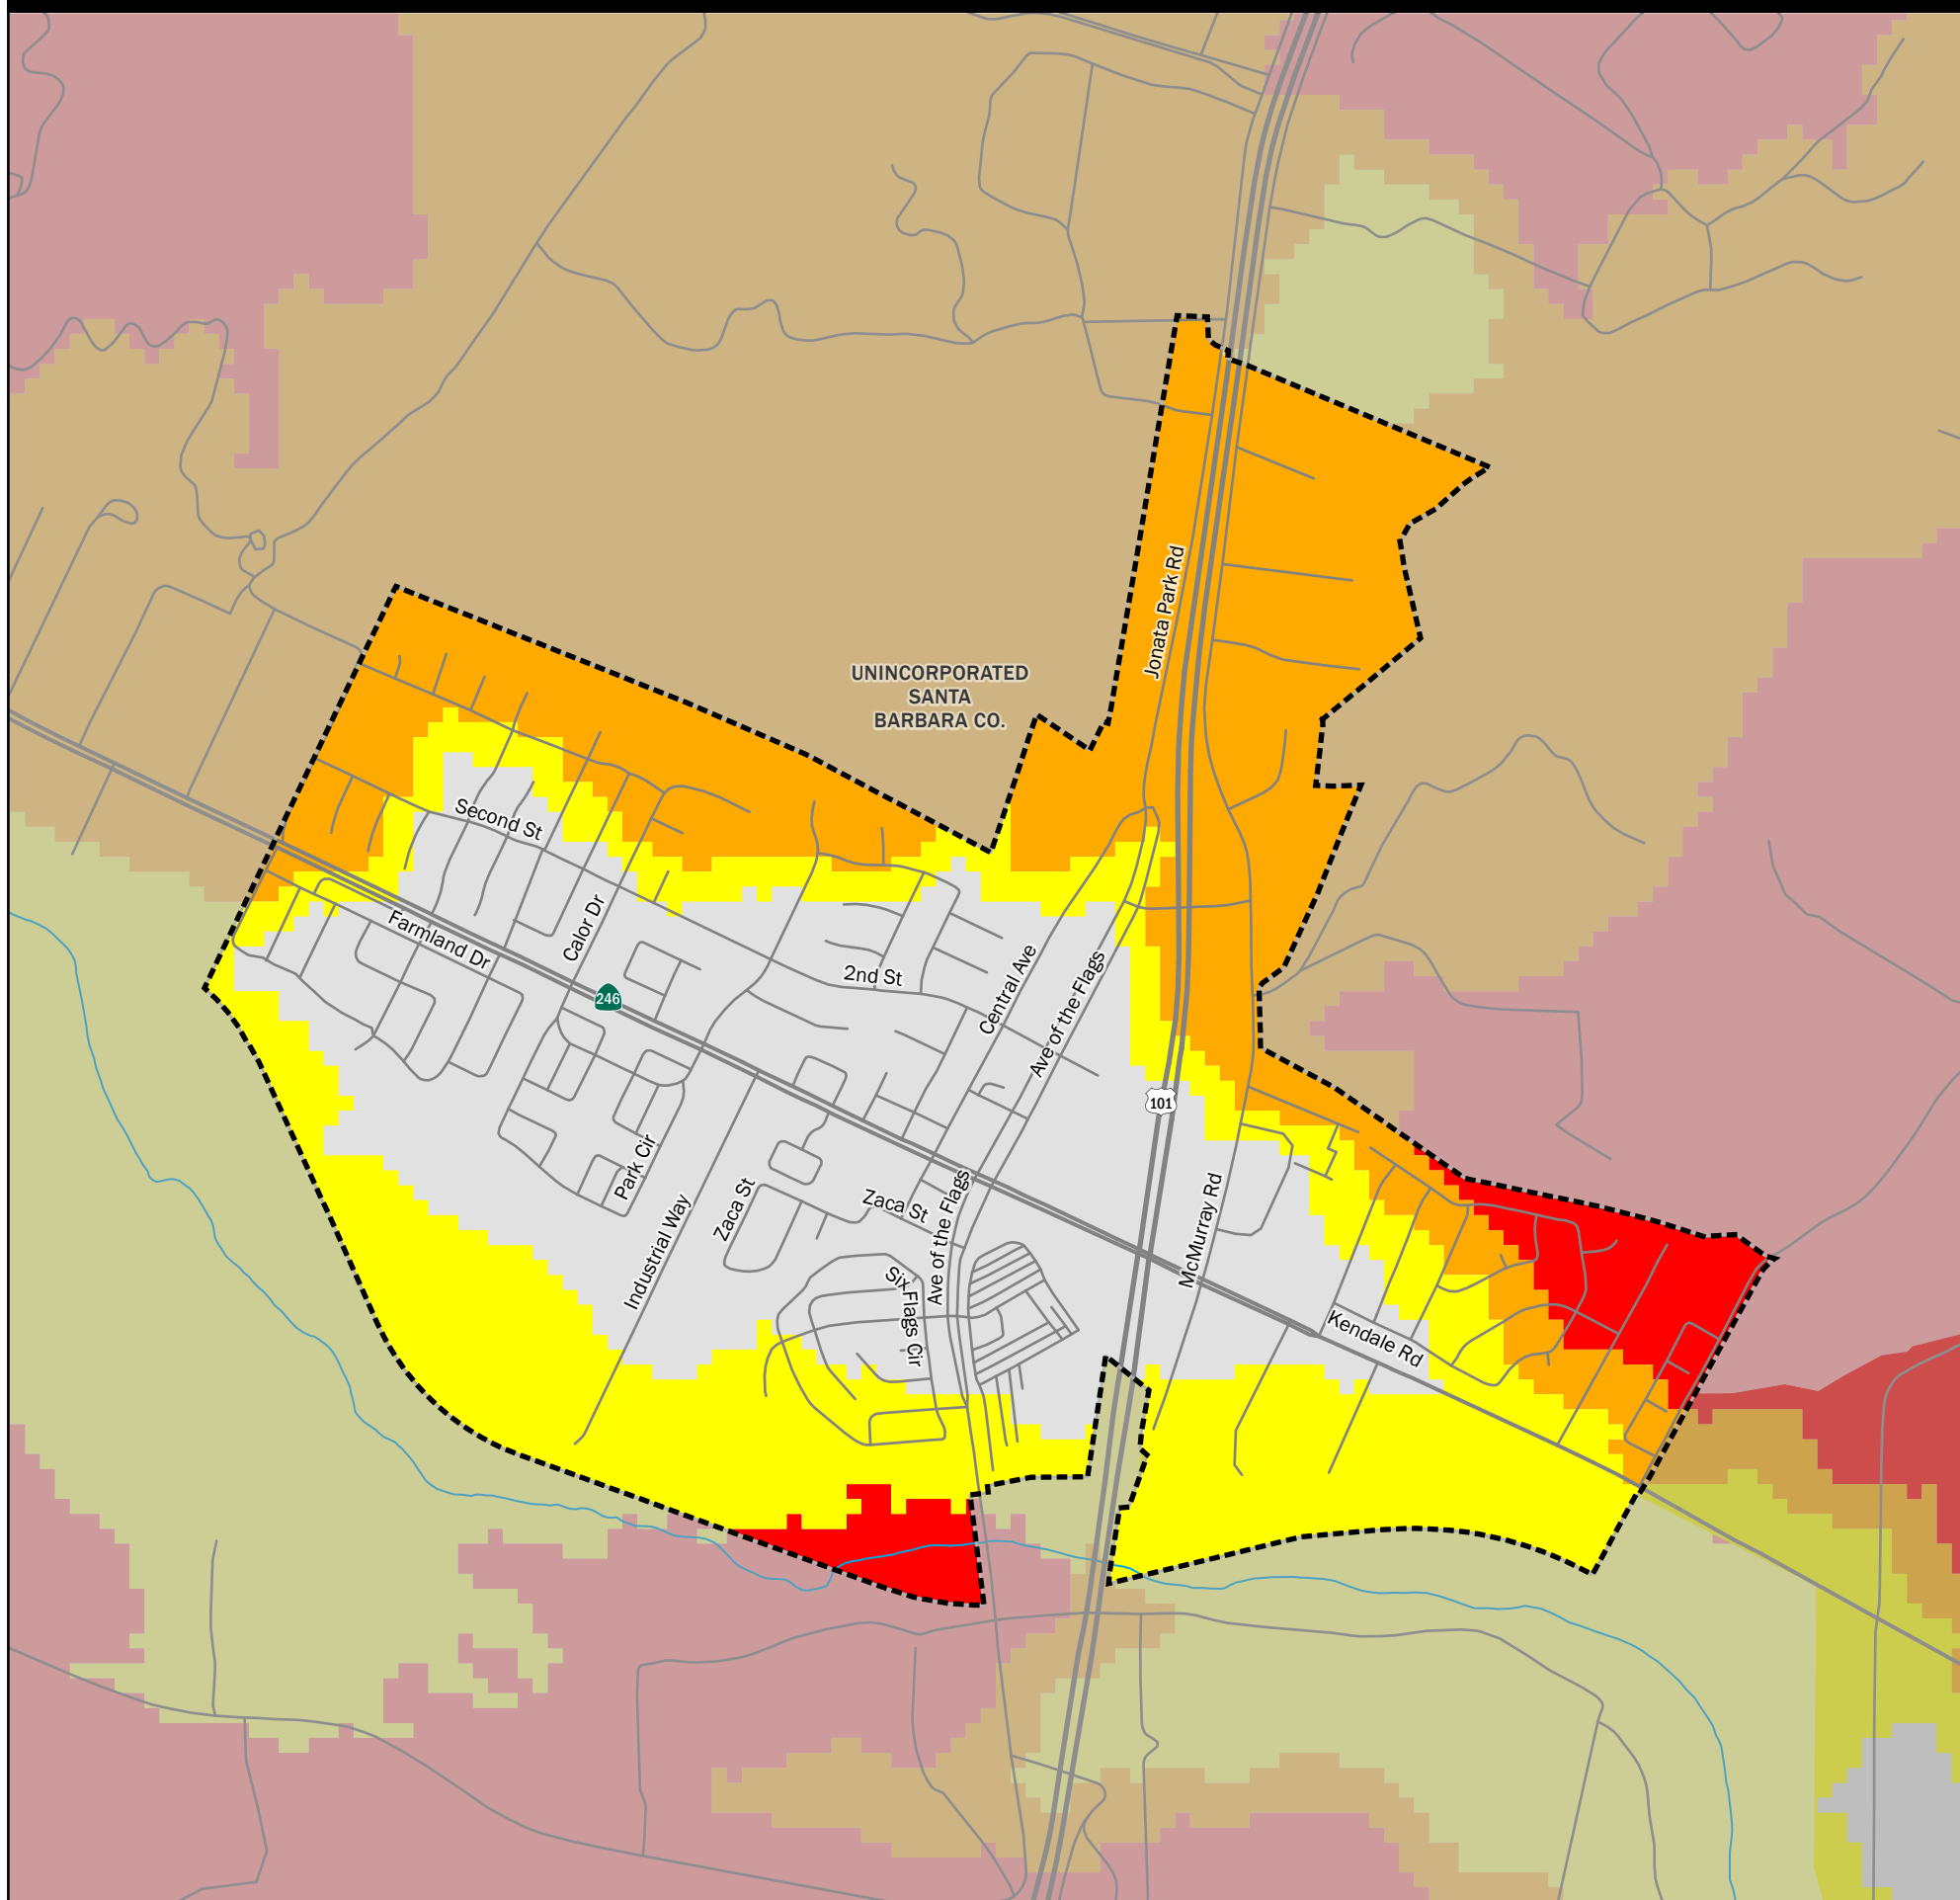 Jonata Park Rd
UNINCORPORATED
SANTA
BARBARA CO.
Second St
Calor Dr
Farmland Dr
246
2nd St
Central Ave
Ave of the Flags
101
Park Cir
Industrial Way
Zaca St
Zaca St
Ave of the Flags
McMurray Rd
Six Flags Cir
Kendale Rd